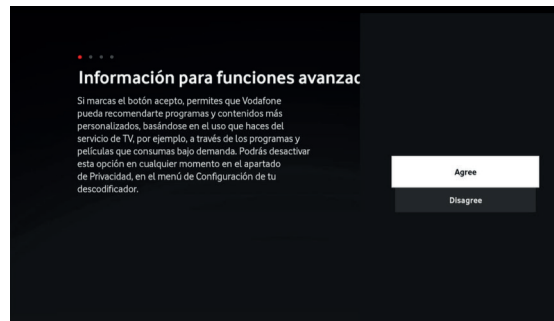 Información para funciones avanzac
Si marcas el botón acepto, permites que Vodafone
pueda recomendarte programas y contenidos más
personalizados, basándose en el uso que haces del
servicio de TV, por ejemplo, a través de los programas y
películas que consumas bajo demanda. Podrás desactivar
esta opción en cualquier momento en el apartado
de Privacidad, en el menú de Configuración de tu
descodificador.
Agree
Disagree